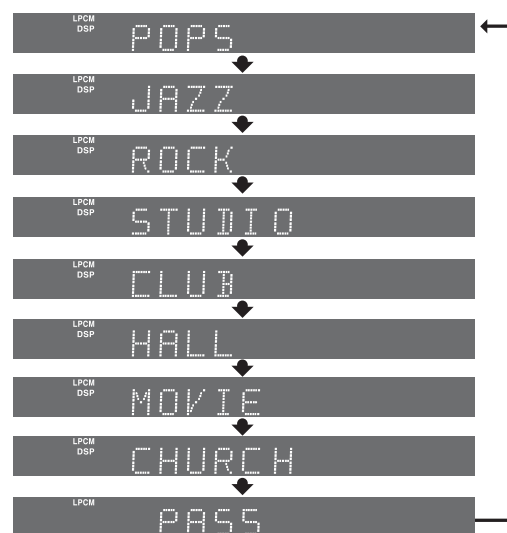 LPCM
DSP
POPS
LPCM
DSP
JAZZ
LPCM
DSP
ROCK
LPCM
DSP
STUDIO
LPCM
DSP
CLUB
LPCM
DSP
HALL
LPCM
DSP
MOVIE
LPCM
DSP
CHURCH
LPCM
PASS